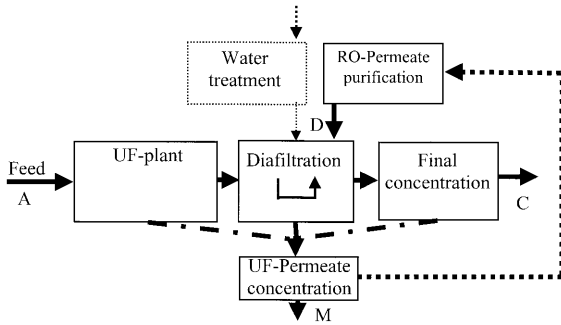 Water
treatment
RO-Permeate
purification
D
Feed
A
UF-plant
Diafiltration
Final
concentration
C
UF-Permeate
concentration
M